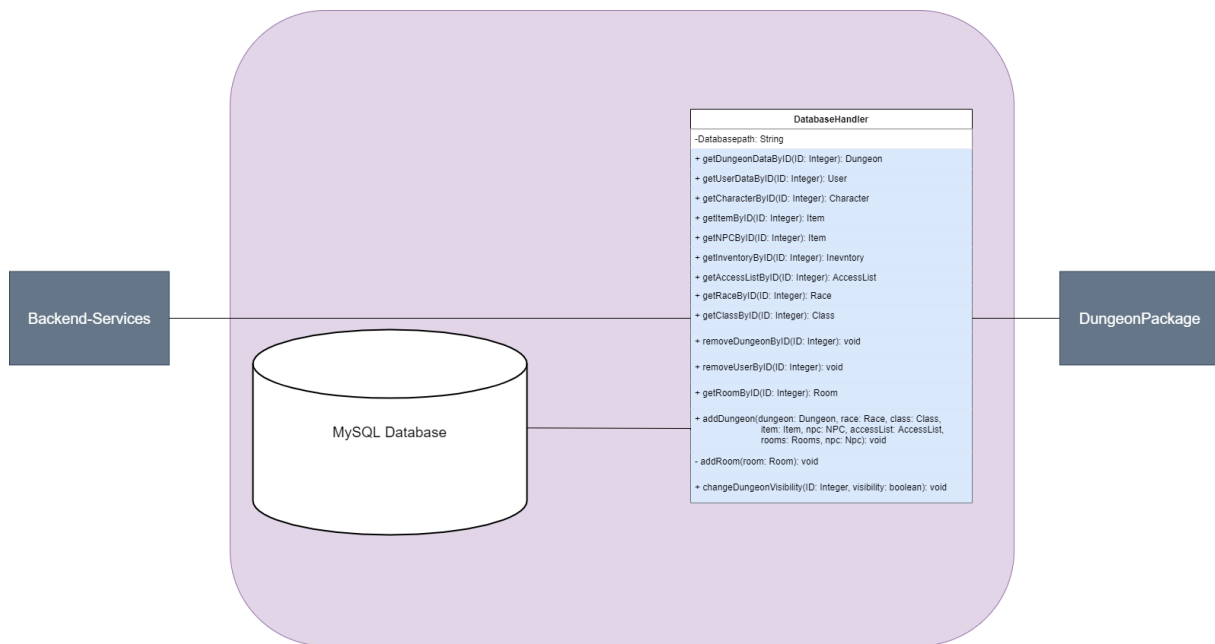 DatabaseHandler
-Databasepath: String
+ getDungeonDataByID(ID: Integer): Dungeon
+ getUserDataByID(ID: Integer): User
+ getCharacterByID(ID: Integer): Character
+ getItemByID(ID: Integer): Item
+ getNPCByID(ID: Integer): Item
+ getInventoryByID(ID: Integer): Inevntory
+ getAccessListByID(ID: Integer): AccessList
+ getRaceByID(ID: Integer): Race
+ getClassByID(ID: Integer): Class
+ removeDungeonByID(ID: Integer): void
+ removeUserByID(ID: Integer): void
+ getRoomByID(ID: Integer): Room
+ addDungeon(dungeon: Dungeon, race: Race, class: Class,
item: Item, npc: NPC, accessList: AccessList,
rooms: Rooms, npc: Npc): void
- addRoom(room: Room): void
+ changeDungeonVisibility(ID: Integer, visibility: boolean): void
Backend-Services
DungeonPackage
MySQL Database